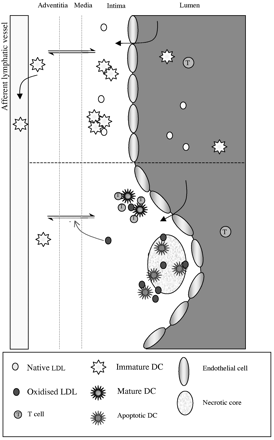 Adventitia Media Intima Lumen
Afferent lymphatic vessel
T
T
T T
T T
T
Native LDL Immature DC Endothelial cell
Oxidised LDL Mature DC Necrotic core
T T cell Apoptotic DC